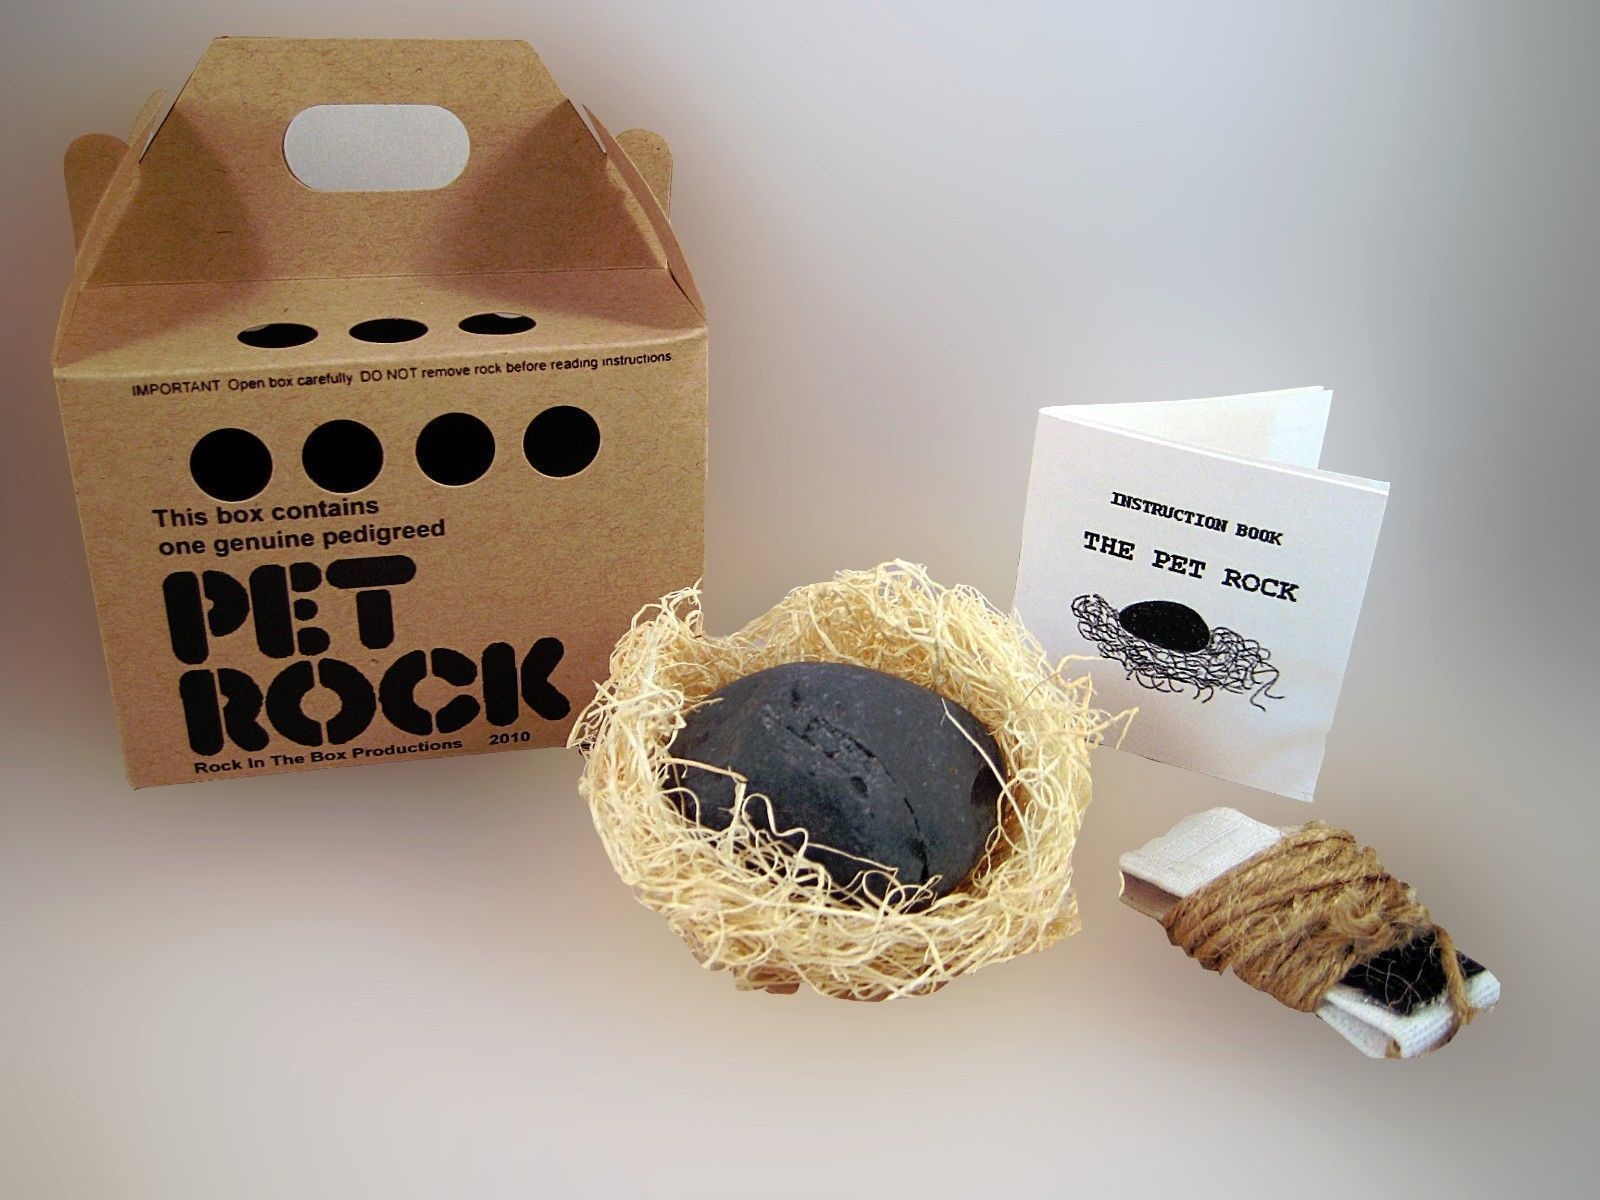 IMPORTANT Open box carefully DO NOT remove rock before reading instructions
This box contains
one genuine pedigreed
PET
ROCK
Rock In The Box Productions 2010
INSTRUCTION BOOK
THE PET ROCK